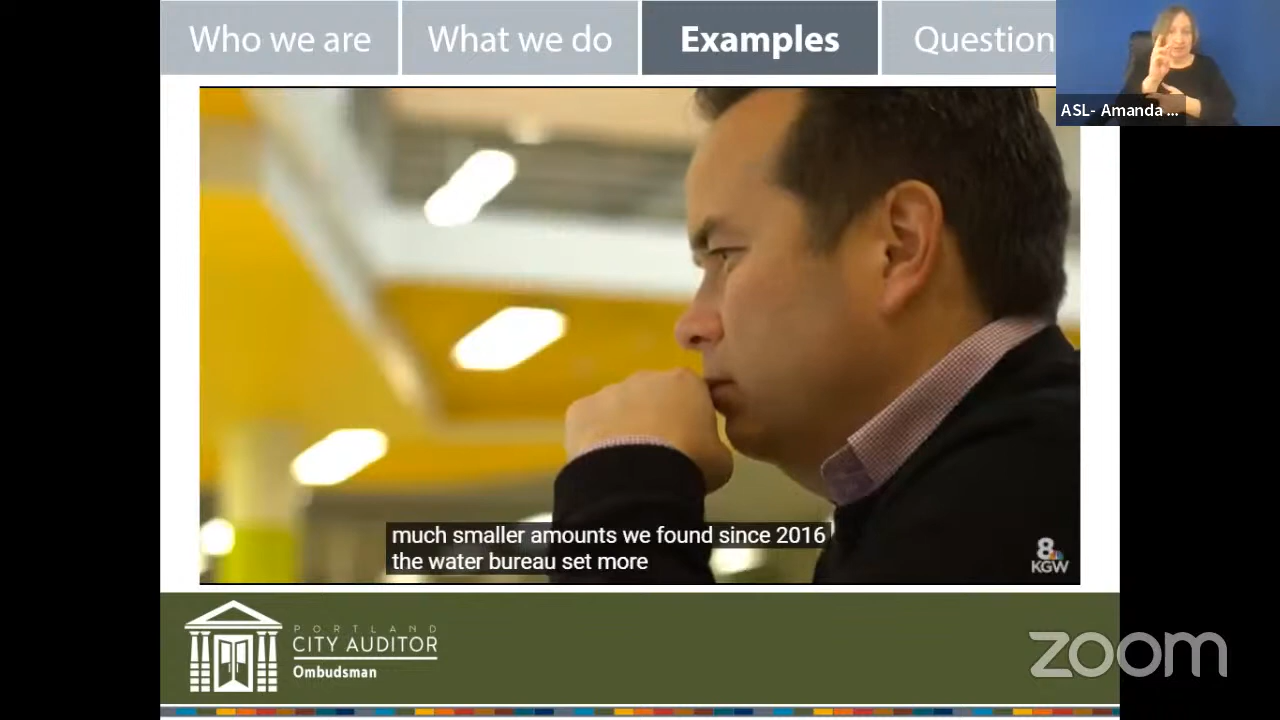 Who we are
What we do
Examples
Question
ASL- Amanda ...
much smaller amounts we found since 2016
the water bureau set more
8
KGW
PORTLAND
CITY AUDITOR
Ombudsman
zoom